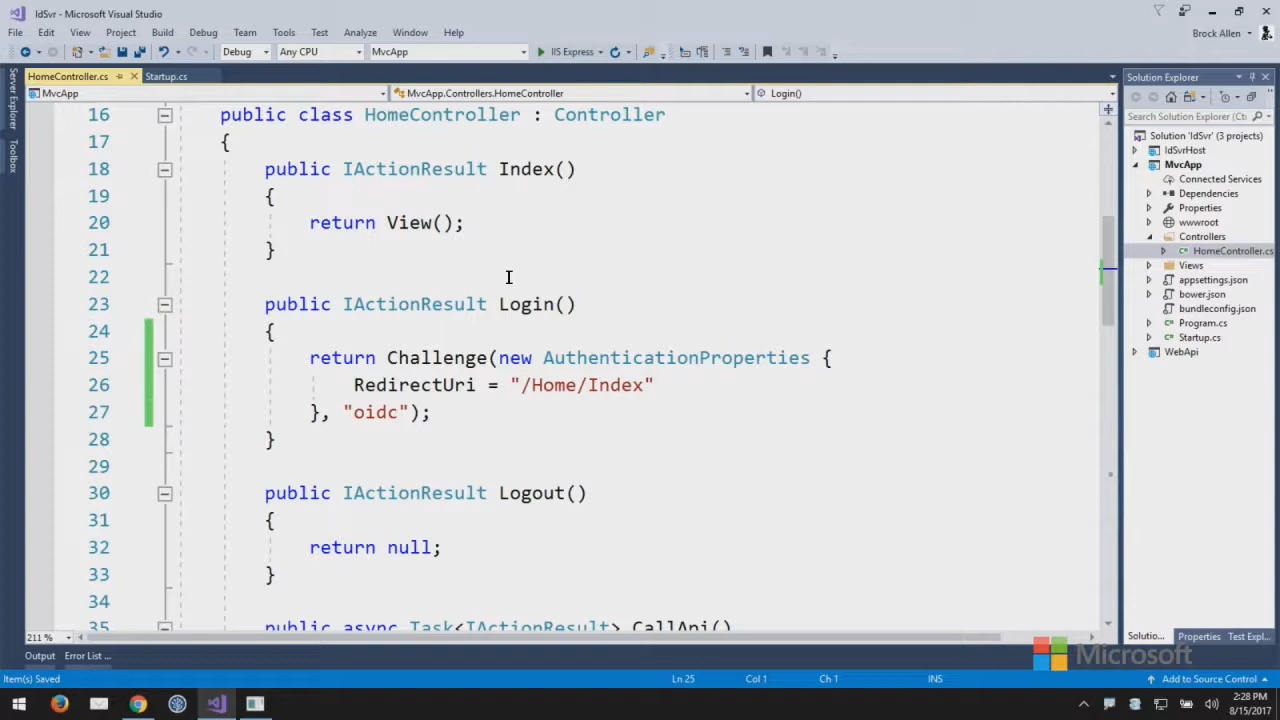 IdSvr - Microsoft Visual Studio
File Edit View Project Build Debug Team Tools Test Analyze Window Help
Brock Allen
Debug Any CPU MvcApp IIS Express
HomeController.cs Startup.cs
MvcApp MvcApp.Controllers.HomeController Login()
Server Explorer
Toolbox
16 public class HomeController : Controller
17 {
18 public IActionResult Index()
19 {
20 return View();
21 }
22
23 public IActionResult Login()
24 {
25 return Challenge(new AuthenticationProperties {
26 RedirectUri = "/Home/Index"
27 }, "oidc");
28 }
29
30 public IActionResult Logout()
31 {
32 return null;
33 }
34
35 public async Task<IActionResult> CallApi()
211 %
Solution Explorer
Search Solution Explorer (Ctrl
Solution 'IdSvr' (3 projects)
IdSvrHost
MvcApp
Connected Services
Dependencies
Properties
wwwroot
Controllers
HomeController.cs
Views
appsettings.json
bower.json
bundleconfig.json
Program.cs
Startup.cs
WebApi
Solutio... Properties Test Expl...
Output Error List ...
Microsoft
Item(s) Saved Ln 25 Col 1 Ch 1 INS Add to Source Control
2:28 PM
8/15/2017